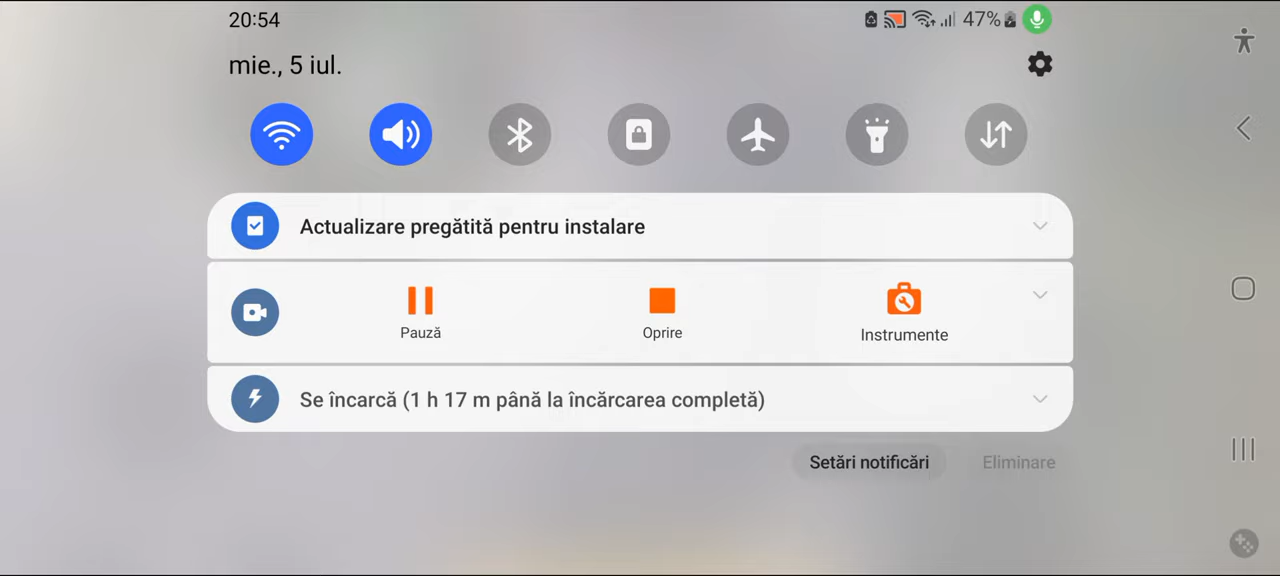 20:54
47%
mie., 5 iul.
Actualizare pregătită pentru instalare
Pauză
Oprire
Instrumente
Se încarcă (1 h 17 m până la încărcarea completă)
Setări notificări
Eliminare